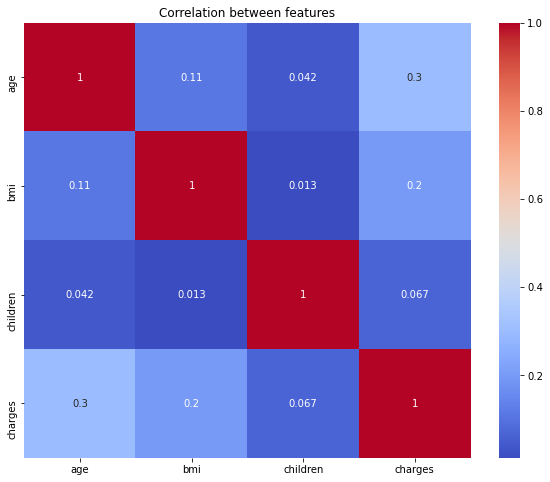 Correlation between features
age 1 0.11 0.042 0.3
bmi 0.11 1 0.013 0.2
children 0.042 0.013 1 0.067
charges 0.3 0.2 0.067 1
age bmi children charges
1.0
0.8
0.6
0.4
0.2